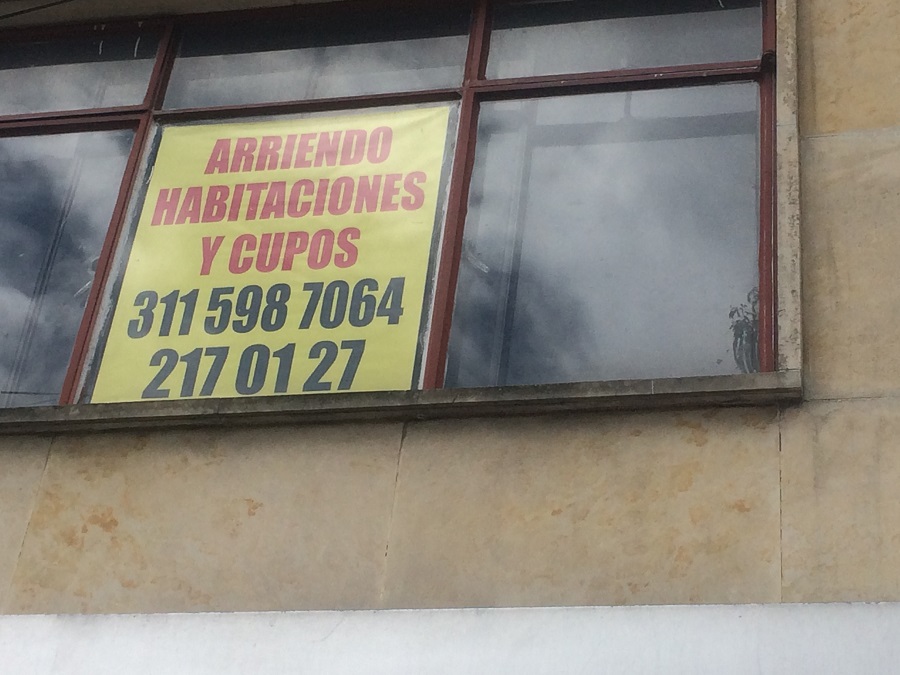 ARRIENDO
HABITACIONES
Y CUPOS
311 598 7064
217 01 27